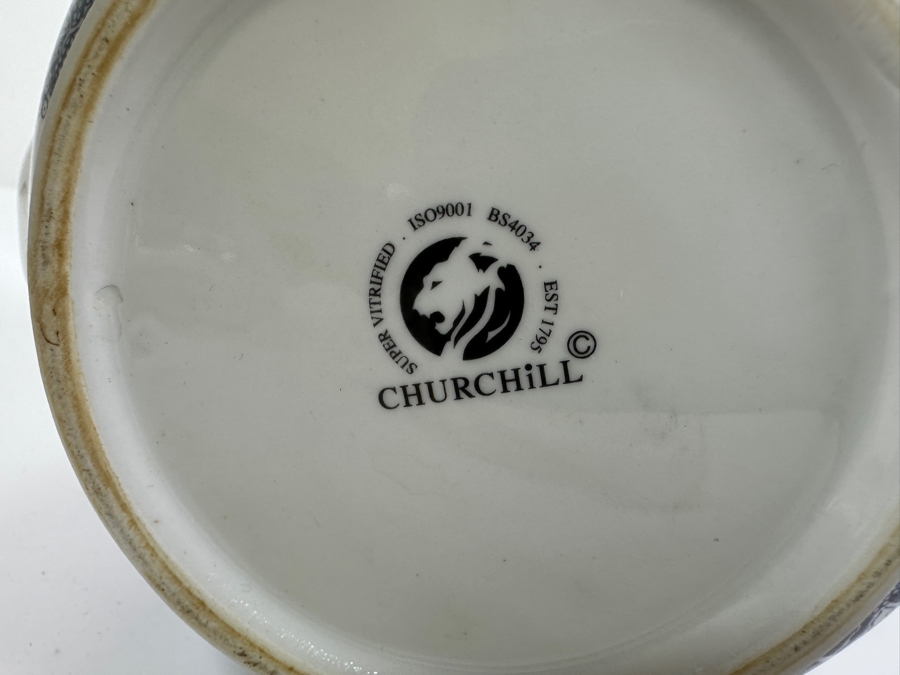 SUPER VITRIFIED · ISO9001 BS4034 · EST 1795
©
CHURCHiLL